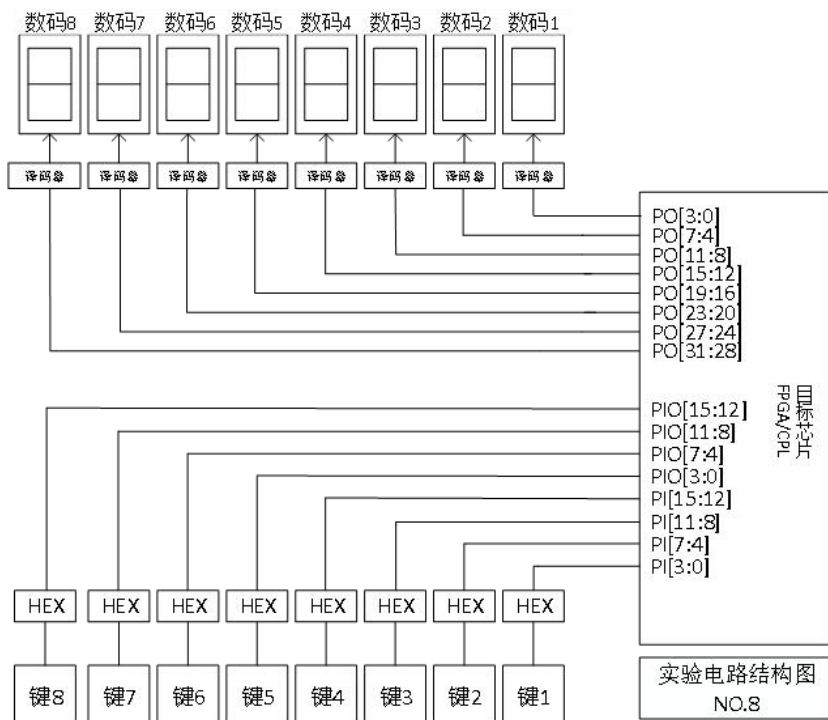 数码8 数码7 数码6 数码5 数码4 数码3 数码2 数码1
译码器 译码器 译码器 译码器 译码器 译码器 译码器 译码器
PO[3:0]
PO[7:4]
PO[11:8]
PO[15:12]
PO[19:16]
PO[23:20]
PO[27:24]
PO[31:28]
目标芯片
FPGA/CPL
PIO[15:12]
PIO[11:8]
PIO[7:4]
PIO[3:0]
PI[15:12]
PI[11:8]
PI[7:4]
PI[3:0]
HEX HEX HEX HEX HEX HEX HEX HEX
键8 键7 键6 键5 键4 键3 键2 键1
实验电路结构图
NO.8